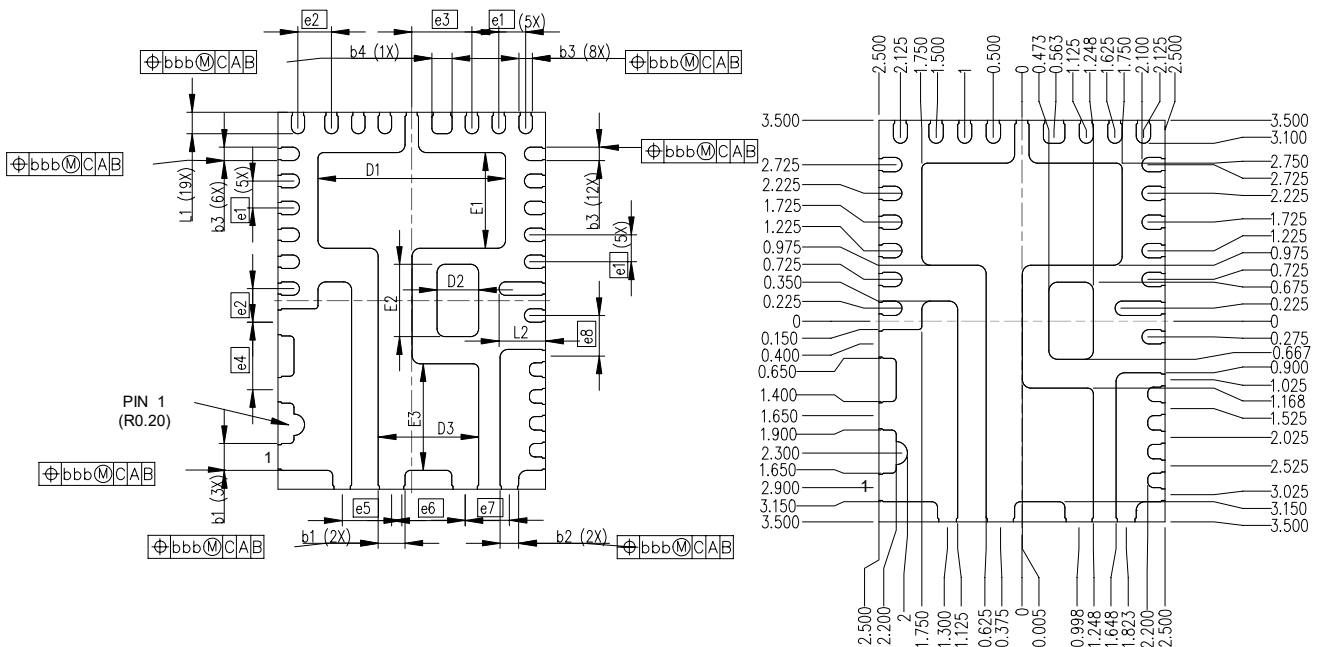 e2
e3
e1 (5X)
b4 (1X)
b3 (8X)
⌖ bbb Ⓜ C A B
⌖ bbb Ⓜ C A B
⌖ bbb Ⓜ C A B
⌖ bbb Ⓜ C A B
L1 (19X)
b3 (6X)
e1 (5X)
D1
E1
b3 (12X)
e1 (5X)
e2
E2
D2
L2
e8
e4
PIN 1
(R0.20)
E3
D3
1
⌖ bbb Ⓜ C A B
b1 (3X)
e5
e6
e7
b1 (2X)
b2 (2X)
⌖ bbb Ⓜ C A B
⌖ bbb Ⓜ C A B
2.500
2.125
1.750
1.500
1
0.500
0
0.473
0.563
1.125
1.248
1.625
1.750
2.100
2.125
2.500
3.500
2.725
2.225
1.725
1.225
0.975
0.725
0.350
0.225
0
0.150
0.400
0.650
1.400
1.650
1.900
2.300
1.650
2.900
3.150
3.500
1
3.500
3.100
2.750
2.725
2.225
1.725
1.225
0.975
0.725
0.675
0.225
0
0.275
0.667
0.900
1.025
1.168
1.525
2.025
2.525
3.025
3.150
3.500
2.500
2.200
2
1.750
1.300
1.125
0.625
0.375
0
0.005
0.998
1.248
1.648
1.823
2.200
2.500